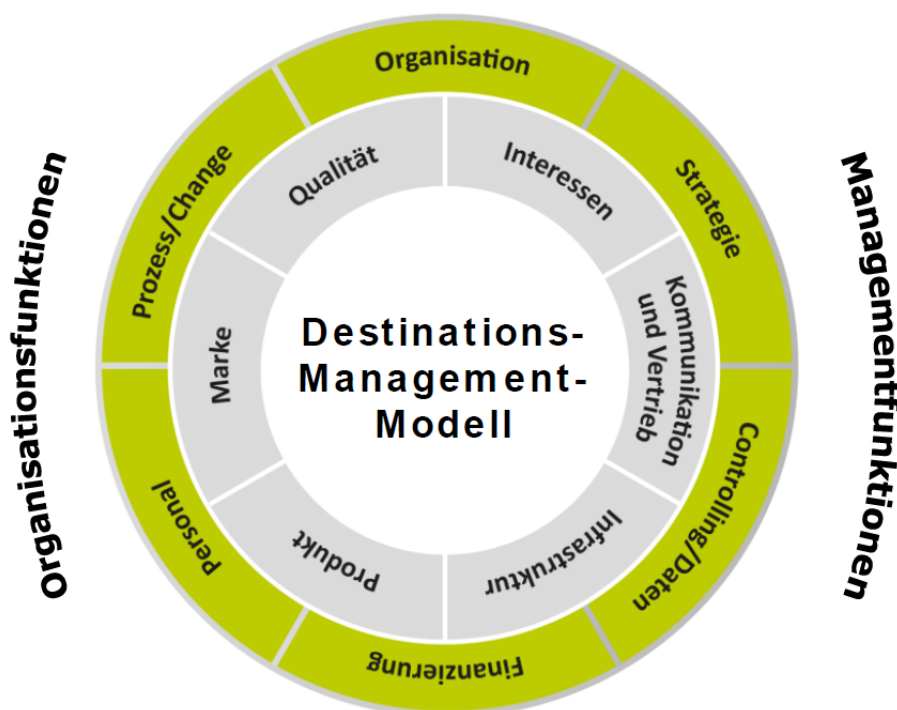 Organisationsfunktionen
Managementfunktionen
Organisation
Strategie
Controlling/Daten
Finanzierung
Personal
Prozess/Change
Interessen
Kommunikation
und Vertrieb
Infrastruktur
Produkt
Marke
Qualität
Destinations-
Management-
Modell